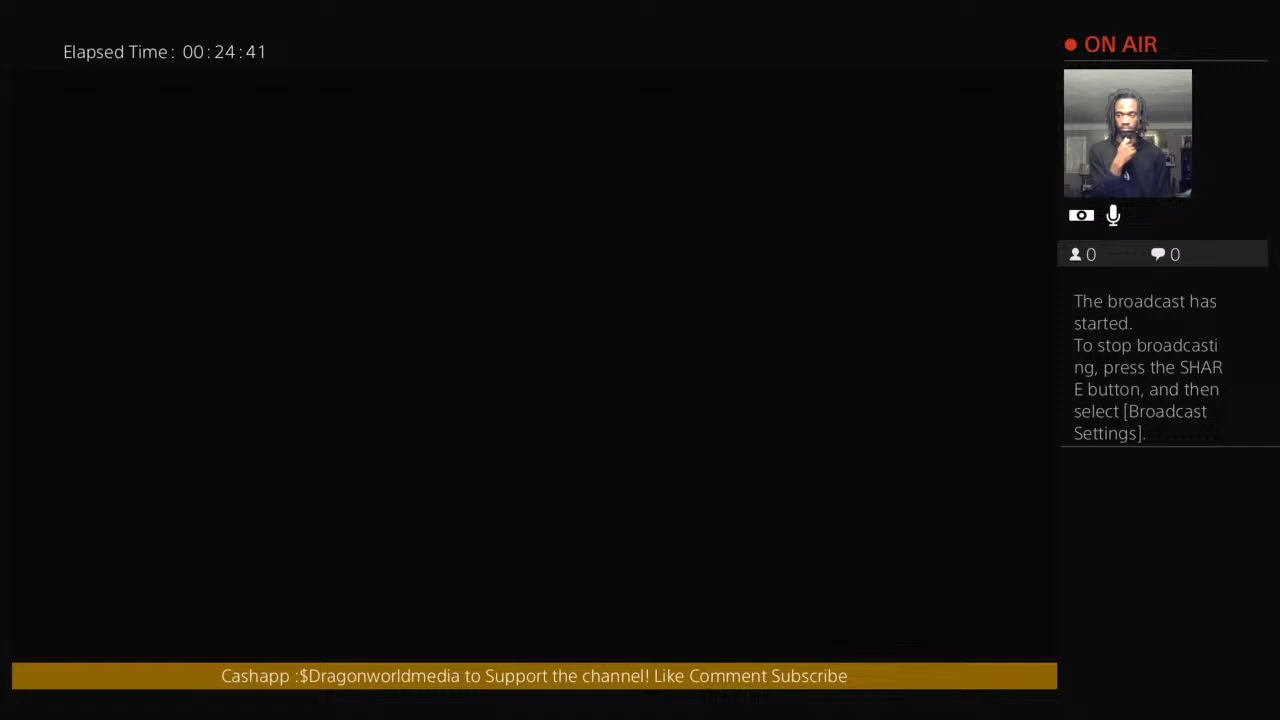 Elapsed Time: 00:24:41
ON AIR
0 0
The broadcast has
started.
To stop broadcasti
ng, press the SHAR
E button, and then
select [Broadcast
Settings].
Cashapp :$Dragonworldmedia to Support the channel! Like Comment Subscribe